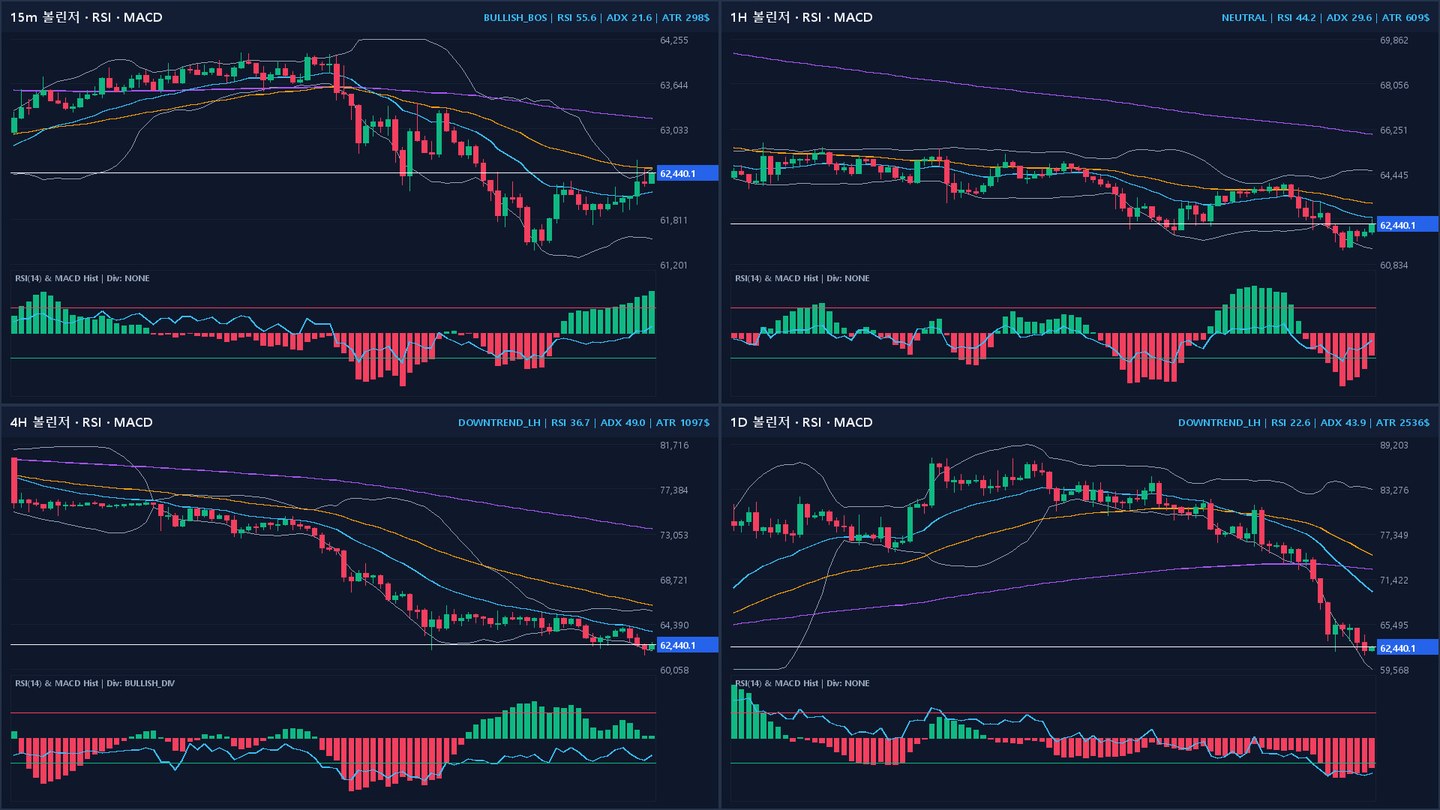 15m 볼린저 · RSI · MACD
BULLISH_BOS | RSI 55.6 | ADX 21.6 | ATR 298$
64,255
63,644
63,033
62,440.1
61,811
61,201
RSI(14) & MACD Hist | Div: NONE
1H 볼린저 · RSI · MACD
NEUTRAL | RSI 44.2 | ADX 29.6 | ATR 609$
69,862
68,056
66,251
64,445
62,440.1
60,834
RSI(14) & MACD Hist | Div: NONE
4H 볼린저 · RSI · MACD
DOWNTREND_LH | RSI 36.7 | ADX 49.0 | ATR 1097$
81,716
77,384
73,053
68,721
64,390
62,440.1
60,058
RSI(14) & MACD Hist | Div: BULLISH_DIV
1D 볼린저 · RSI · MACD
DOWNTREND_LH | RSI 22.6 | ADX 43.9 | ATR 2536$
89,203
83,276
77,349
71,422
65,495
62,440.1
59,568
RSI(14) & MACD Hist | Div: NONE